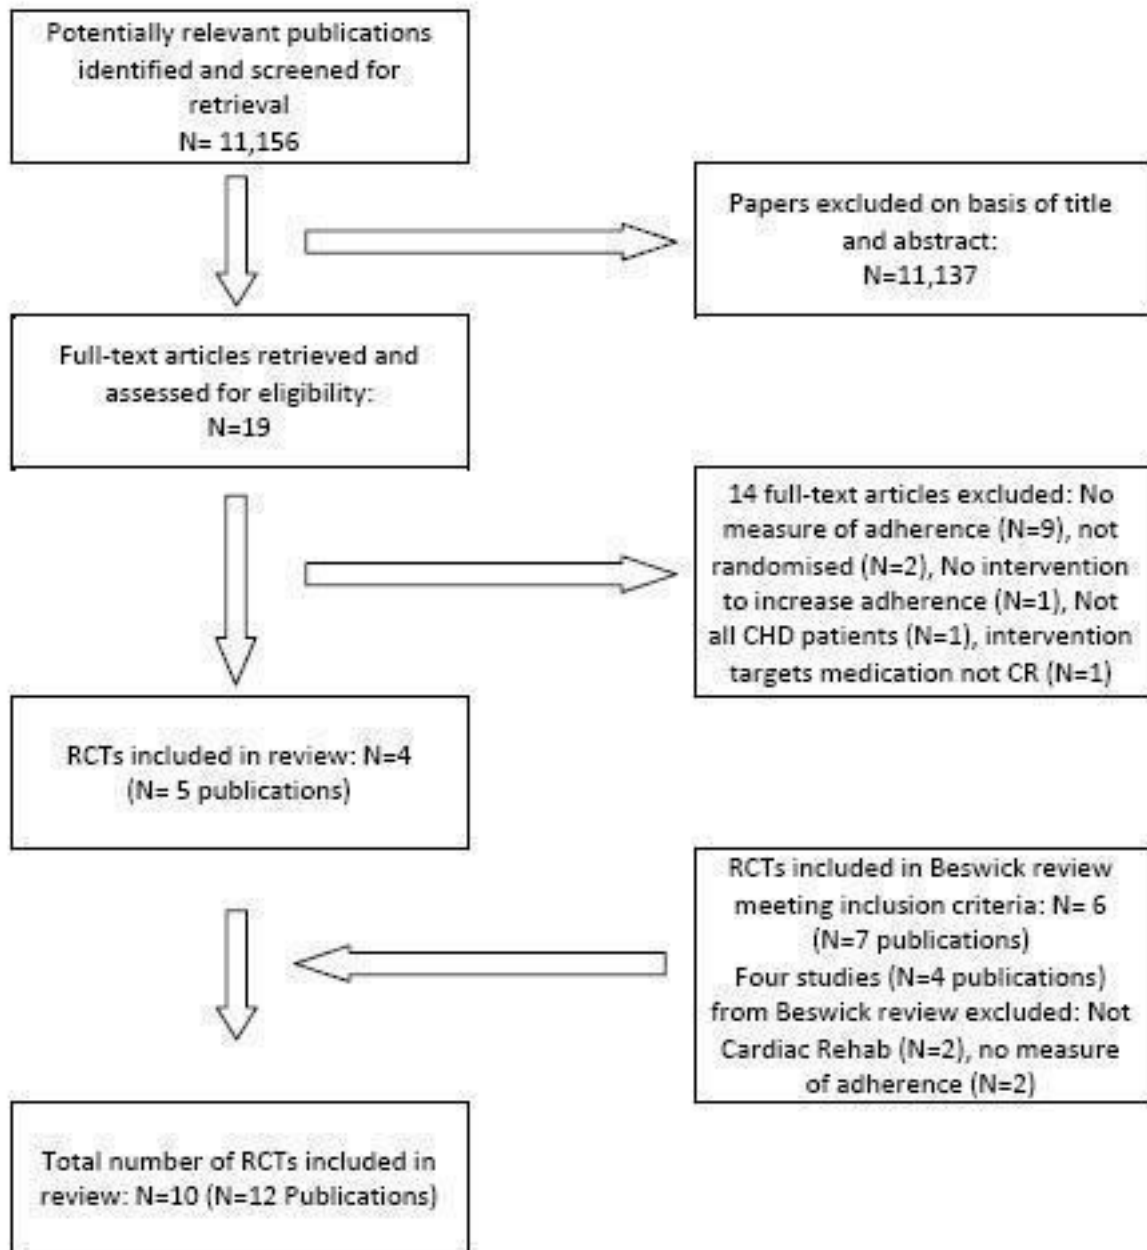 Potentially relevant publications
identified and screened for
retrieval
N= 11,156
Papers excluded on basis of title
and abstract:
N=11,137
Full-text articles retrieved and
assessed for eligibility:
N=19
14 full-text articles excluded: No
measure of adherence (N=9), not
randomised (N=2), No intervention
to increase adherence (N=1), Not
all CHD patients (N=1), intervention
targets medication not CR (N=1)
RCTs included in review: N=4
(N= 5 publications)
RCTs included in Beswick review
meeting inclusion criteria: N= 6
(N=7 publications)
Four studies (N=4 publications)
from Beswick review excluded: Not
Cardiac Rehab (N=2), no measure
of adherence (N=2)
Total number of RCTs included in
review: N=10 (N=12 Publications)